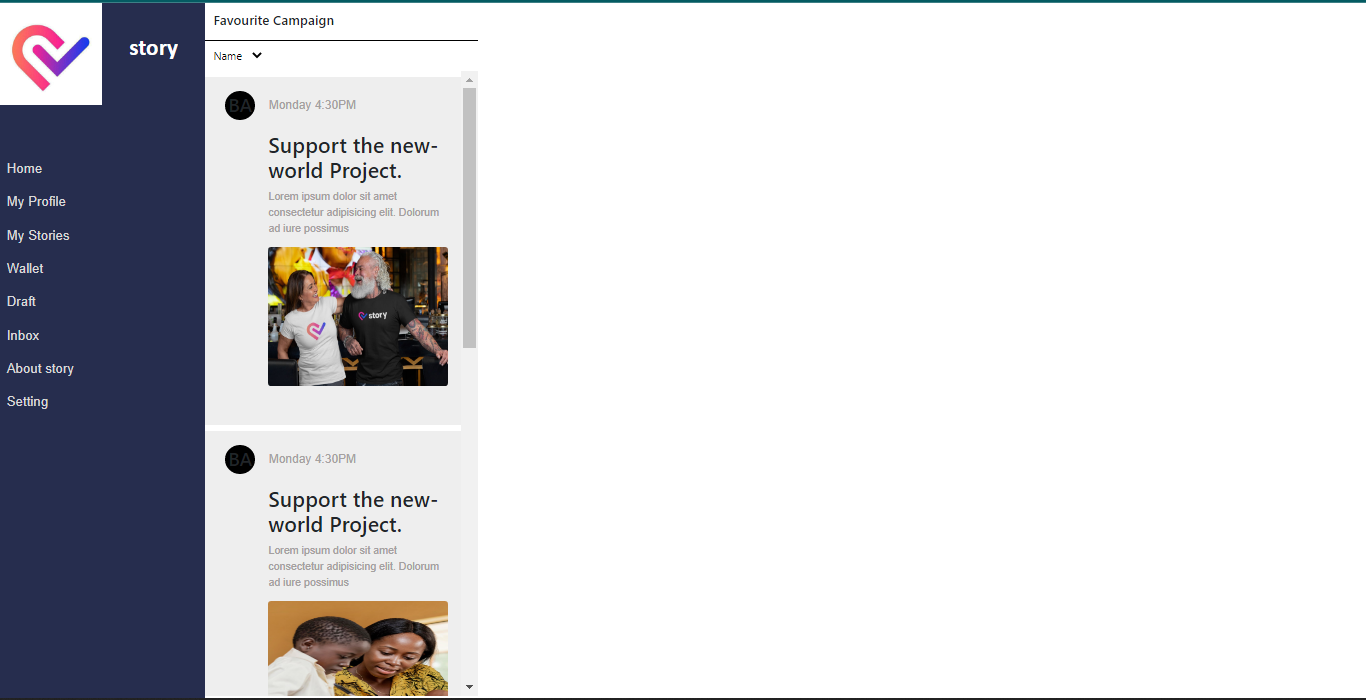 story
Home
My Profile
My Stories
Wallet
Draft
Inbox
About story
Setting
Favourite Campaign
Name
BA
Monday 4:30PM
Support the new-
world Project.
Lorem ipsum dolor sit amet
consectetur adipisicing elit. Dolorum
ad iure possimus
story
BA
Monday 4:30PM
Support the new-
world Project.
Lorem ipsum dolor sit amet
consectetur adipisicing elit. Dolorum
ad iure possimus